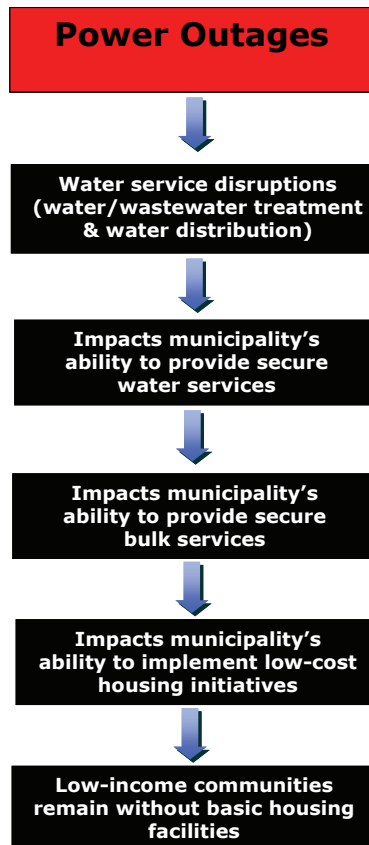 Power Outages
Water service disruptions
(water/wastewater treatment
& water distribution)
Impacts municipality’s
ability to provide secure
water services
Impacts municipality’s
ability to provide secure
bulk services
Impacts municipality’s
ability to implement low-cost
housing initiatives
Low-income communities
remain without basic housing
facilities